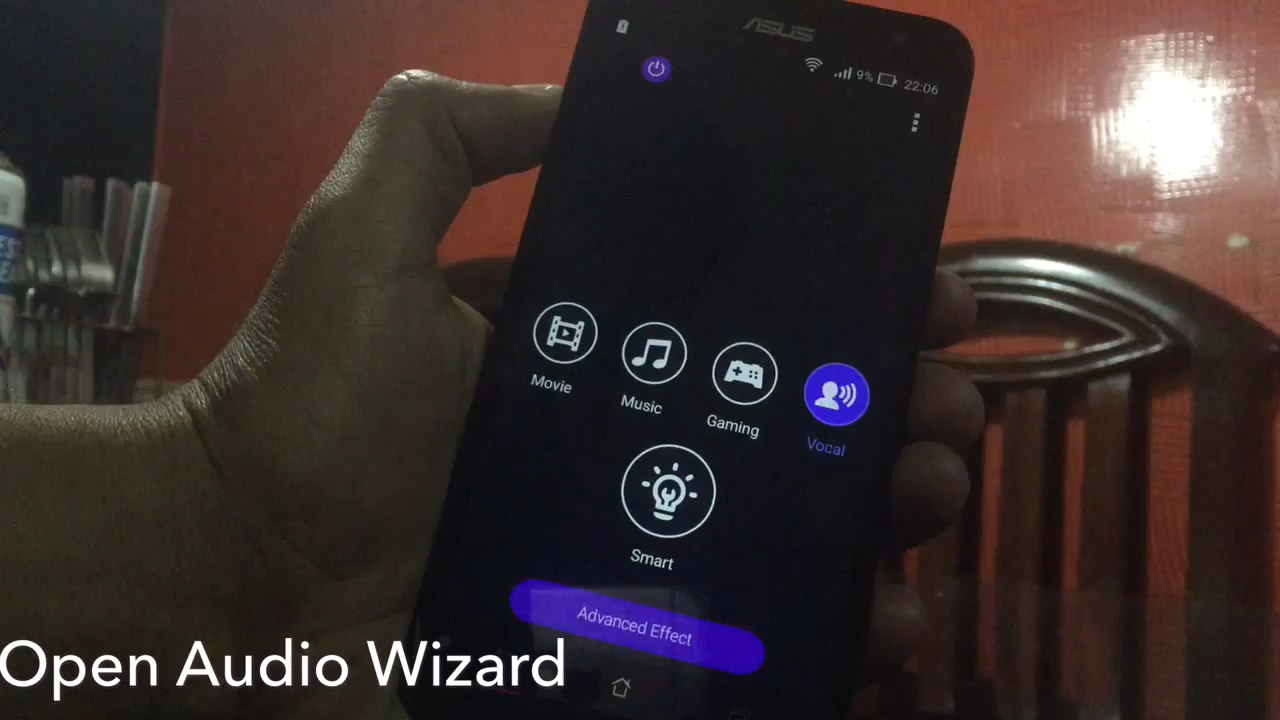 ASUS
9% 22:06
Movie
Music
Gaming
Vocal
Smart
Advanced Effect
Open Audio Wizard